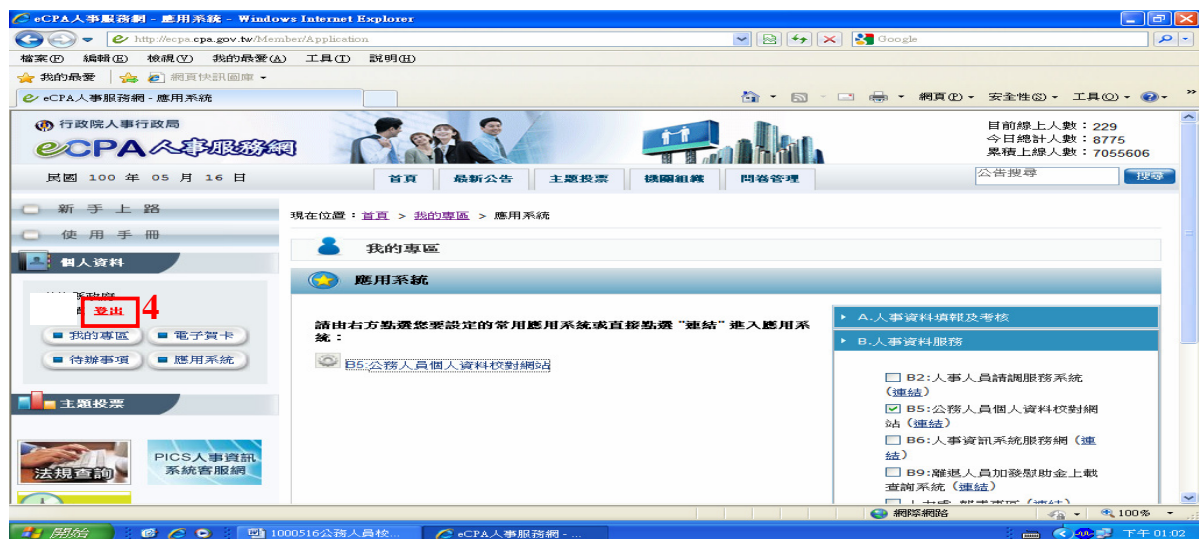 eCPA人事服務網 - 應用系統 - Windows Internet Explorer
http://ecpa.cpa.gov.tw/Member/Application
Google
檔案(F) 編輯(E) 檢視(V) 我的最愛(A) 工具(T) 說明(H)
我的最愛 網頁快訊圖庫
eCPA人事服務網 - 應用系統
網頁(P) 安全性(S) 工具(O)
行政院人事行政局
eCPA人事服務網
目前線上人數：229
今日總計人數：8775
累積上線人數：7055606
民國 100 年 05 月 16 日
首頁 最新公告 主題投票 機關組織 問卷管理
公告搜尋 搜尋
新 手 上 路
使 用 手 冊
個人資料
登出 4
我的專區 電子賀卡
待辦事項 應用系統
主題投票
法規查詢
PICS人事資訊
系統客服網
現在位置：首頁 > 我的專區 > 應用系統
我的專區
應用系統
請由右方點選您要設定的常用應用系統或直接點選 "連結" 進入應用系
統：
B5:公務人員個人資料校對網站
A.人事資料填報及考核
B.人事資料服務
B2:人事人員請調服務系統
(連結)
B5:公務人員個人資料校對網
站 (連結)
B6:人事資訊系統服務網 (連
結)
B9:離退人員加發慰助金上載
查詢系統 (連結)
網際網路 100%
開始 1000516公務人員校... eCPA人事服務網 - ... 下午 01:02